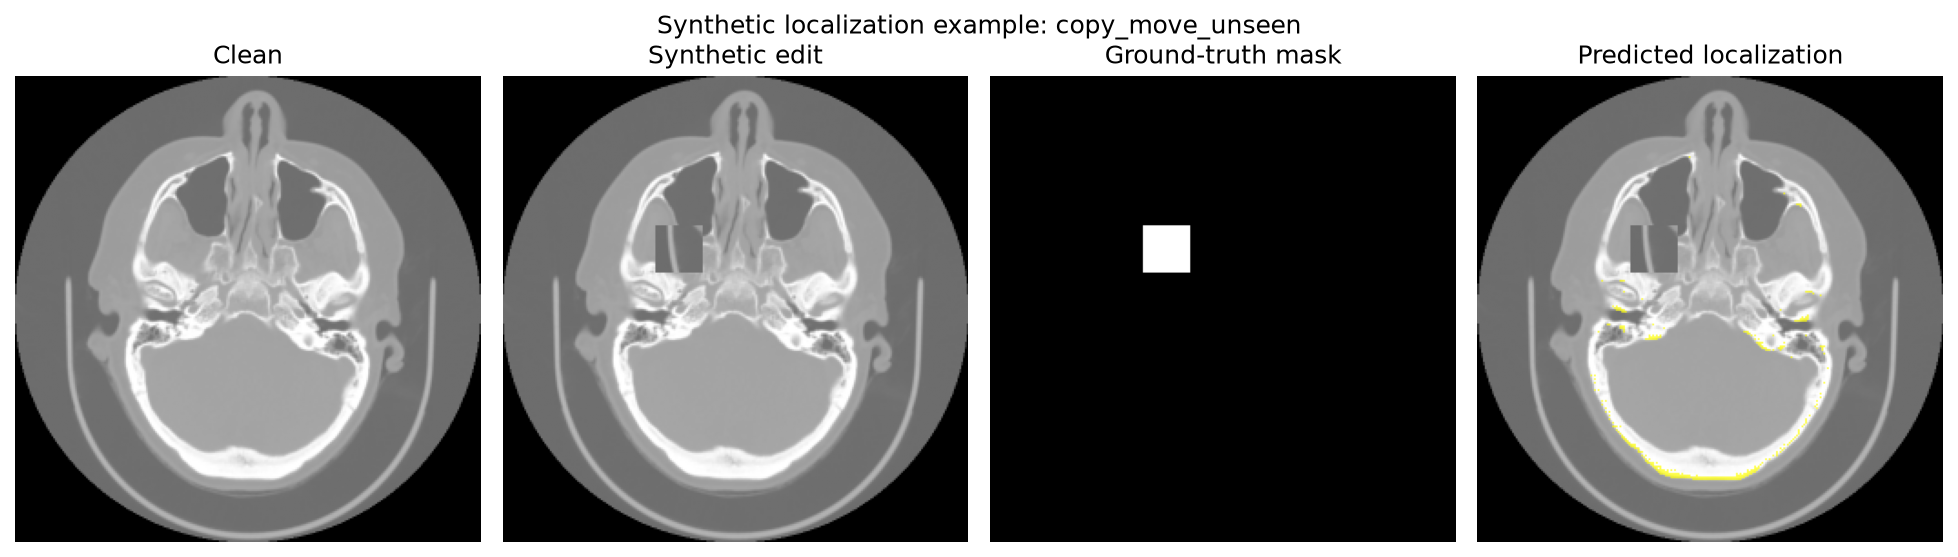 Synthetic localization example: copy_move_unseen
Clean
Synthetic edit
Ground-truth mask
Predicted localization